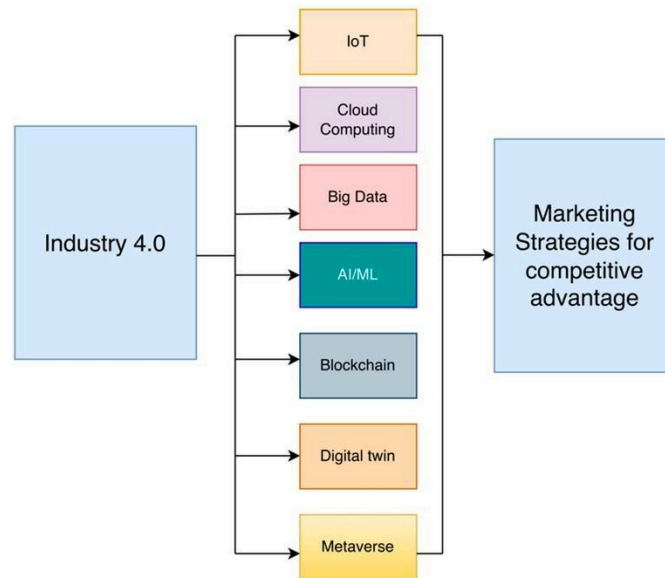 IoT
Cloud
Computing
Big Data
Industry 4.0
AI/ML
Blockchain
Digital twin
Metaverse
Marketing
Strategies for
competitive
advantage